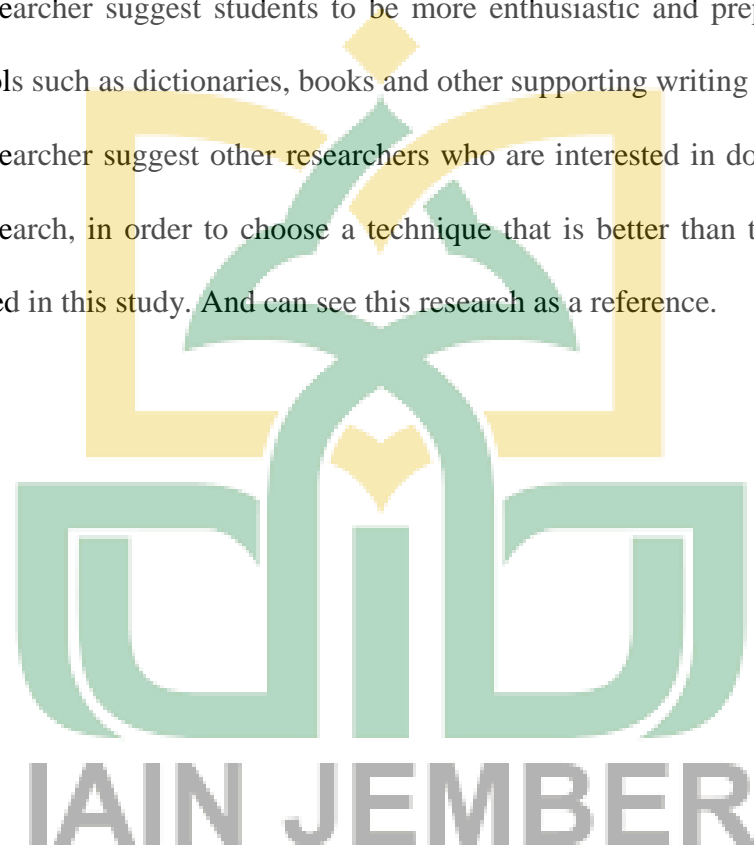 earcher suggest students to be more enthusiastic and prep
ls such as dictionaries, books and other supporting writing
earcher suggest other researchers who are interested in do
earch, in order to choose a technique that is better than t
ed in this study. And can see this research as a reference.
IAIN JEMBER